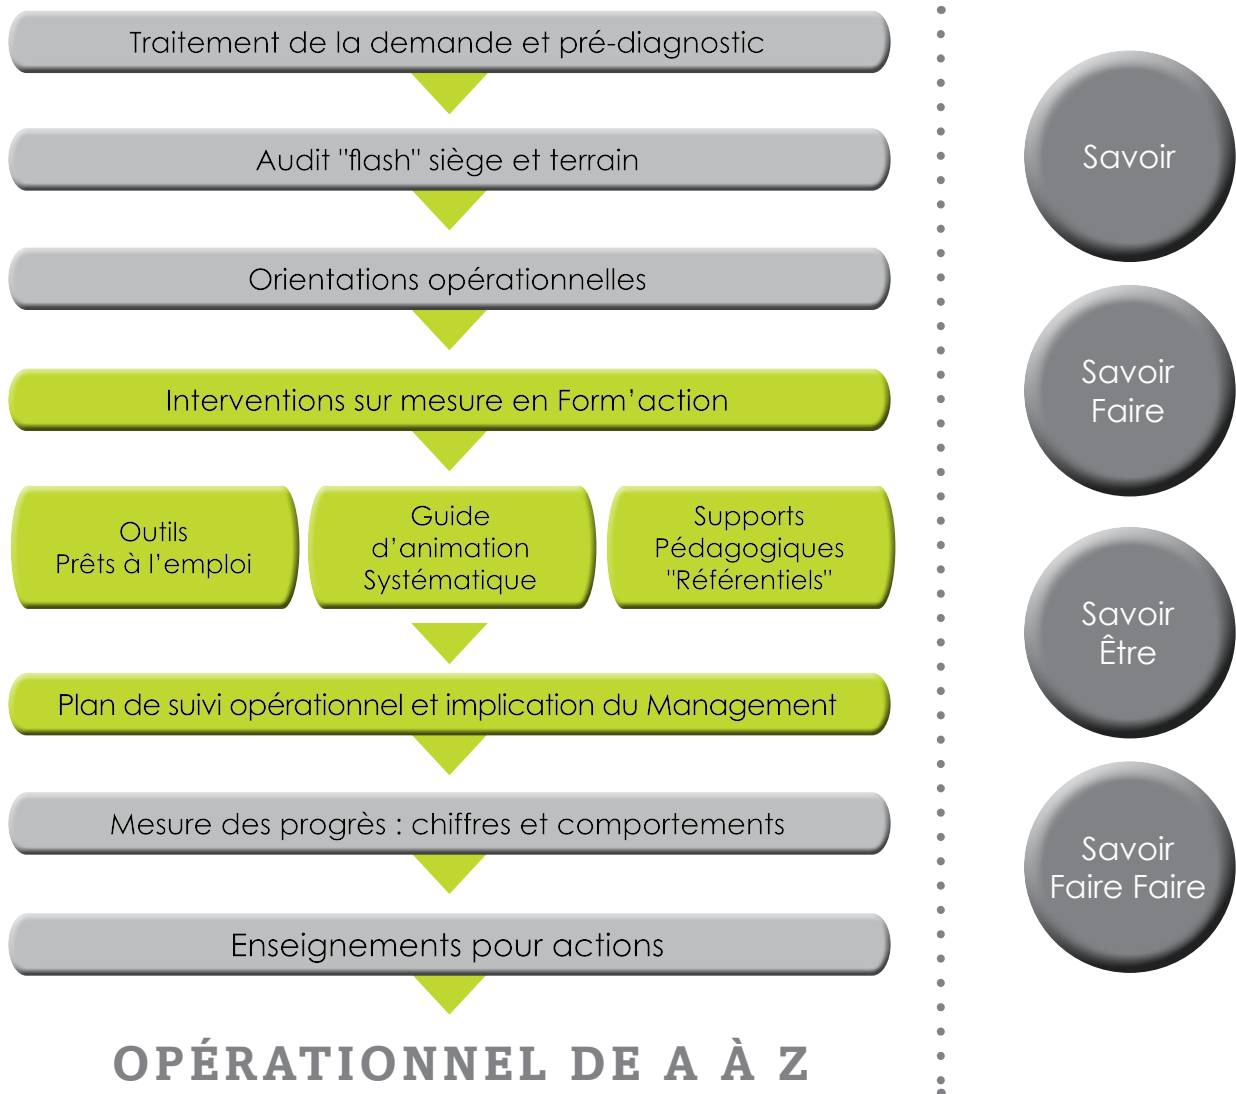 Traitement de la demande et pré-diagnostic
Audit "flash" siège et terrain
Orientations opérationnelles
Interventions sur mesure en Form’action
Outils
Prêts à l’emploi
Guide
d’animation
Systématique
Supports
Pédagogiques
"Référentiels"
Plan de suivi opérationnel et implication du Management
Mesure des progrès : chiffres et comportements
Enseignements pour actions
OPÉRATIONNEL DE A À Z
Savoir
Savoir
Faire
Savoir
Être
Savoir
Faire Faire